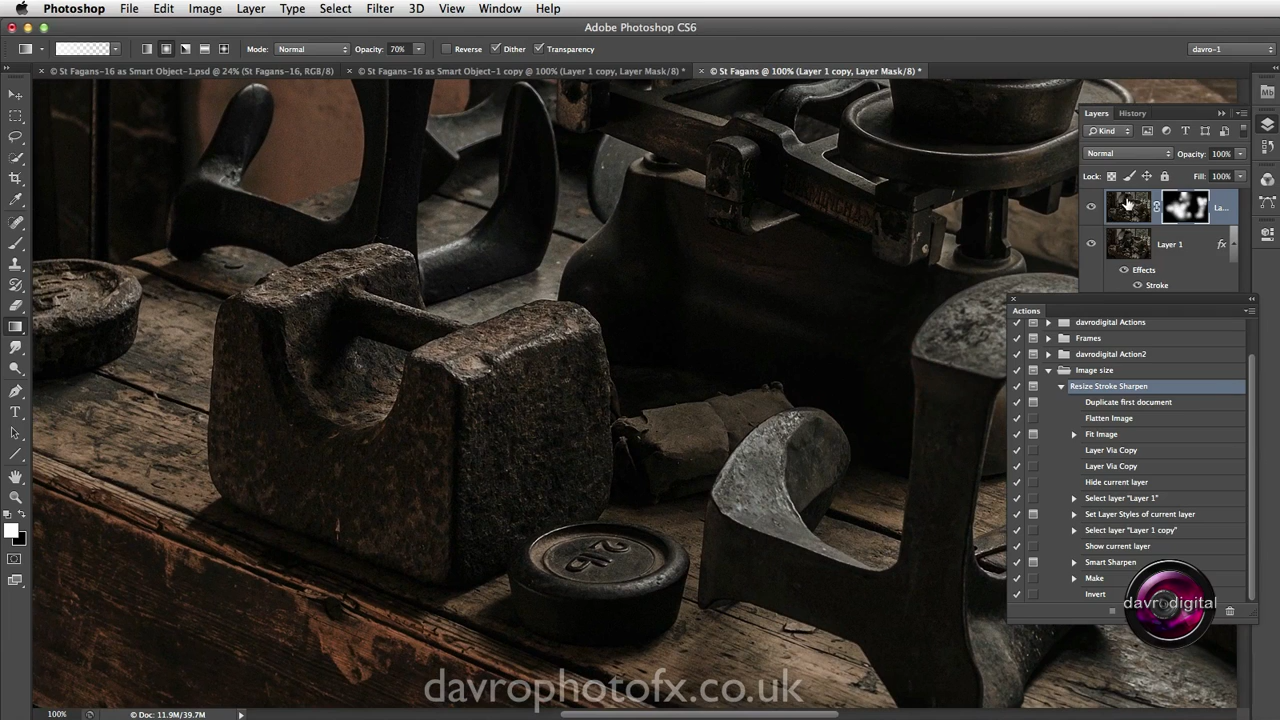 Photoshop File Edit Image Layer Type Select Filter 3D View Window Help
Adobe Photoshop CS6
Mode: Normal Opacity: 70% Reverse Dither Transparency davro-1
© St Fagans-16 as Smart Object-1.psd @ 24% (St Fagans-16, RGB/8) © St Fagans-16 as Smart Object-1 copy @ 100% (Layer 1 copy, Layer Mask/8) * © St Fagans @ 100% (Layer 1 copy, Layer Mask/8) *
Mb
Layers History
Kind
Normal Opacity: 100%
Lock: Fill: 100%
La...
Layer 1 fx
Effects
Stroke
Actions
davrodigital Actions
Frames
davrodigital Action2
Image size
Resize Stroke Sharpen
Duplicate first document
Flatten Image
Fit Image
Layer Via Copy
Layer Via Copy
Hide current layer
Select layer "Layer 1"
Set Layer Styles of current layer
Select layer "Layer 1 copy"
Show current layer
Smart Sharpen
Make
Invert
davrodigital
davrophotofx.co.uk
100% © Doc: 11.9M/39.7M